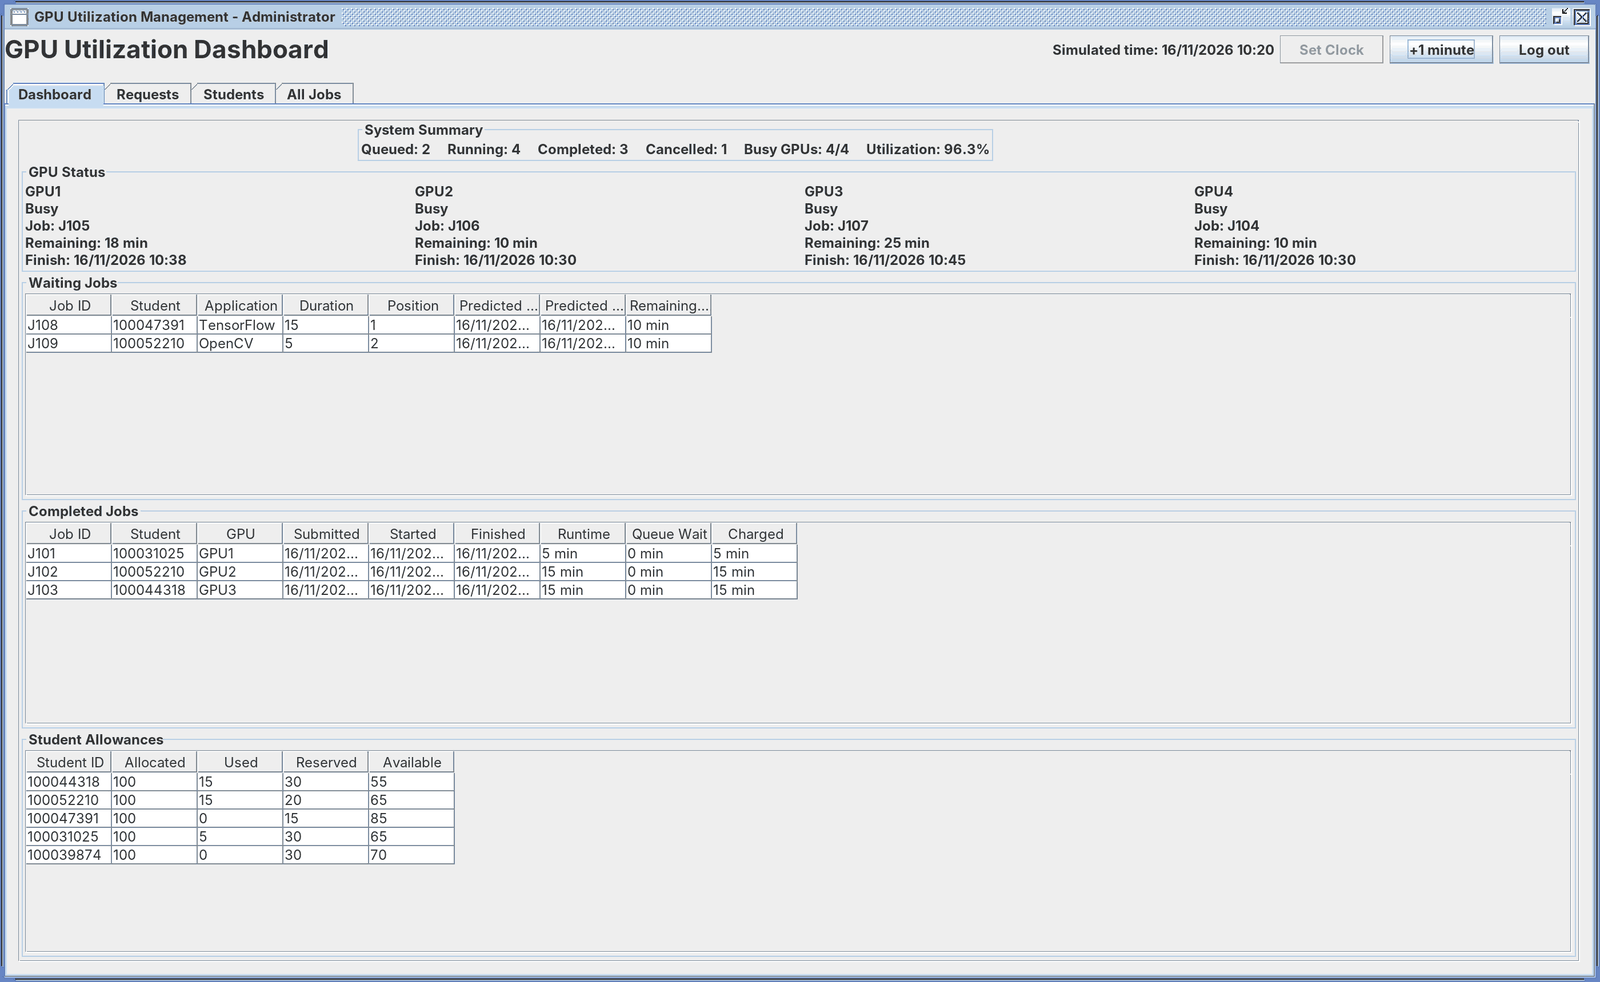 GPU Utilization Management - Administrator
GPU Utilization Dashboard
Simulated time: 16/11/2026 10:20 Set Clock +1 minute Log out
Dashboard Requests Students All Jobs
System Summary
Queued: 2 Running: 4 Completed: 3 Cancelled: 1 Busy GPUs: 4/4 Utilization: 96.3%
GPU Status
GPU1 GPU2 GPU3 GPU4
Busy Busy Busy Busy
Job: J105 Job: J106 Job: J107 Job: J104
Remaining: 18 min Remaining: 10 min Remaining: 25 min Remaining: 10 min
Finish: 16/11/2026 10:38 Finish: 16/11/2026 10:30 Finish: 16/11/2026 10:45 Finish: 16/11/2026 10:30
Waiting Jobs
Job ID Student Application Duration Position Predicted ... Predicted ... Remaining...
J108 100047391 TensorFlow 15 1 16/11/202... 16/11/202... 10 min
J109 100052210 OpenCV 5 2 16/11/202... 16/11/202... 10 min
Completed Jobs
Job ID Student GPU Submitted Started Finished Runtime Queue Wait Charged
J101 100031025 GPU1 16/11/202... 16/11/202... 16/11/202... 5 min 0 min 5 min
J102 100052210 GPU2 16/11/202... 16/11/202... 16/11/202... 15 min 0 min 15 min
J103 100044318 GPU3 16/11/202... 16/11/202... 16/11/202... 15 min 0 min 15 min
Student Allowances
Student ID Allocated Used Reserved Available
100044318 100 15 30 55
100052210 100 15 20 65
100047391 100 0 15 85
100031025 100 5 30 65
100039874 100 0 30 70